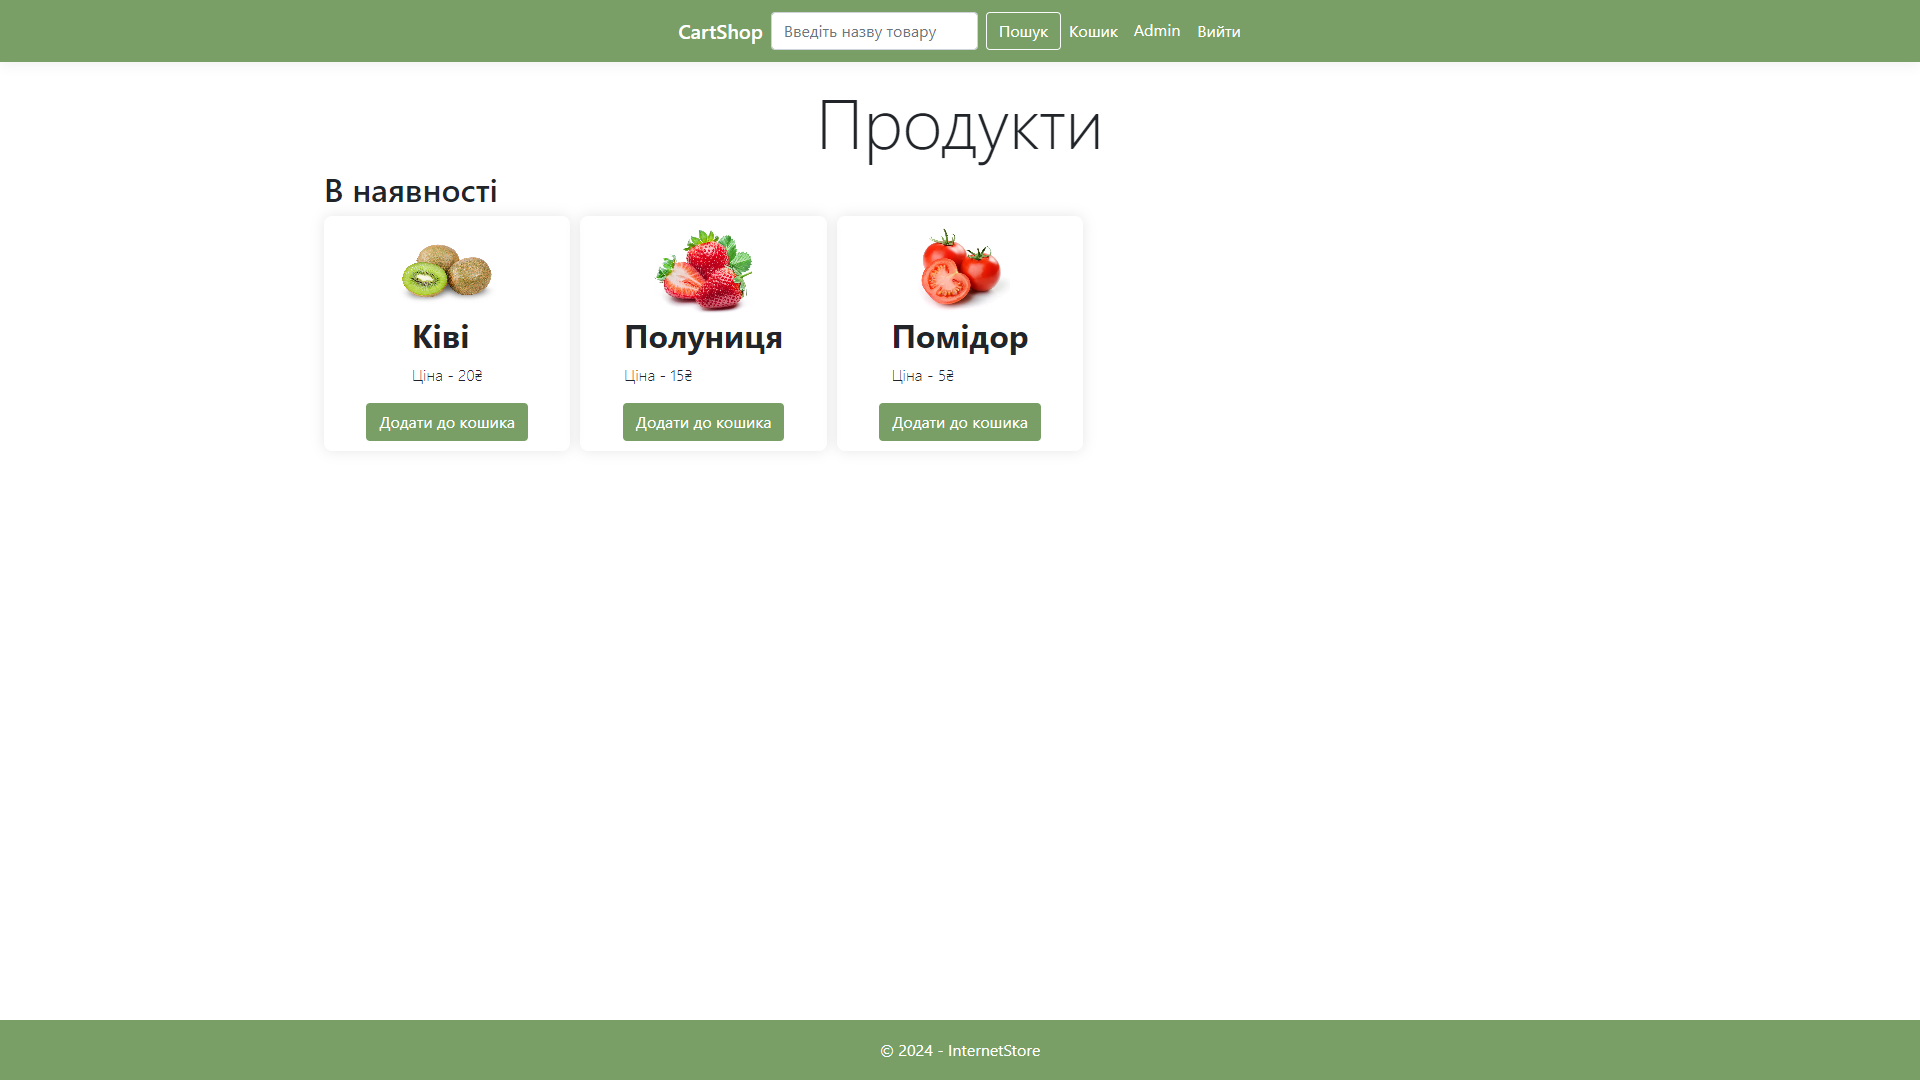 CartShop Введіть назву товару Пошук Кошик Admin Вийти
Продукти
В наявності
Ківі
Ціна - 20₴
Додати до кошика
Полуниця
Ціна - 15₴
Додати до кошика
Помідор
Ціна - 5₴
Додати до кошика
© 2024 - InternetStore